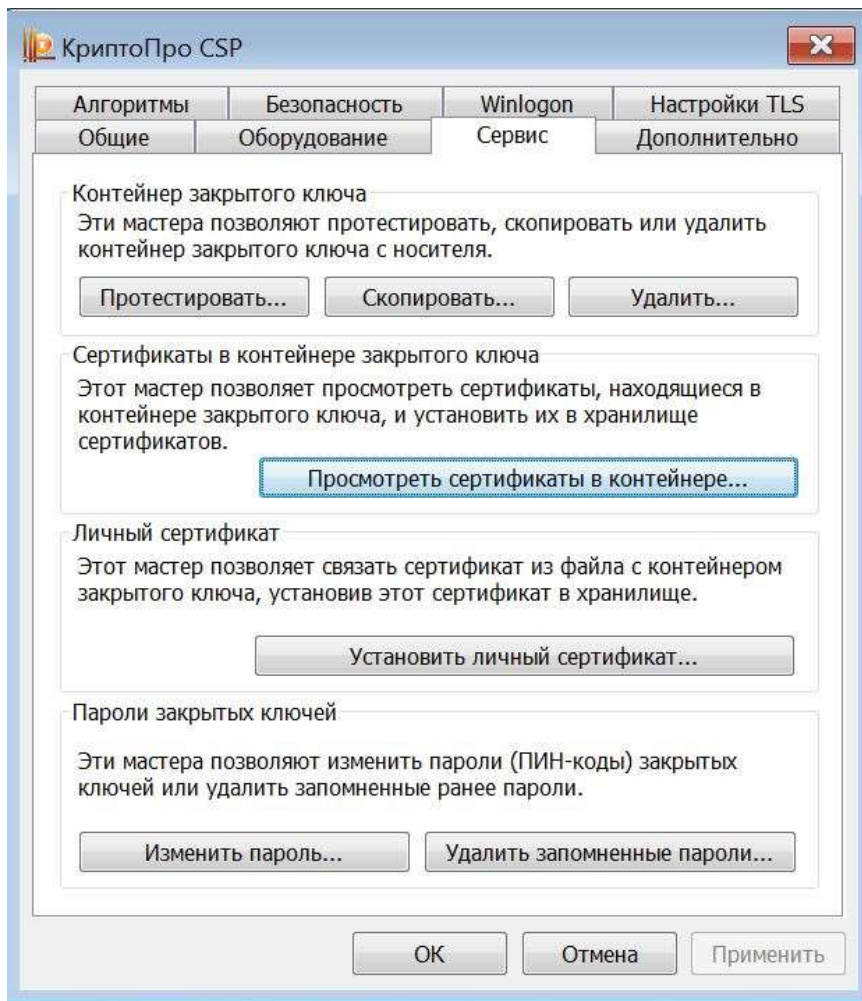 КриптоПро CSP
Алгоритмы Безопасность Winlogon Настройки TLS
Общие Оборудование Сервис Дополнительно
Контейнер закрытого ключа
Эти мастера позволяют протестировать, скопировать или удалить
контейнер закрытого ключа с носителя.
Протестировать... Скопировать... Удалить...
Сертификаты в контейнере закрытого ключа
Этот мастер позволяет просмотреть сертификаты, находящиеся в
контейнере закрытого ключа, и установить их в хранилище
сертификатов.
Просмотреть сертификаты в контейнере...
Личный сертификат
Этот мастер позволяет связать сертификат из файла с контейнером
закрытого ключа, установив этот сертификат в хранилище.
Установить личный сертификат...
Пароли закрытых ключей
Эти мастера позволяют изменить пароли (ПИН-коды) закрытых
ключей или удалить запомненные ранее пароли.
Изменить пароль... Удалить запомненные пароли...
ОК Отмена Применить